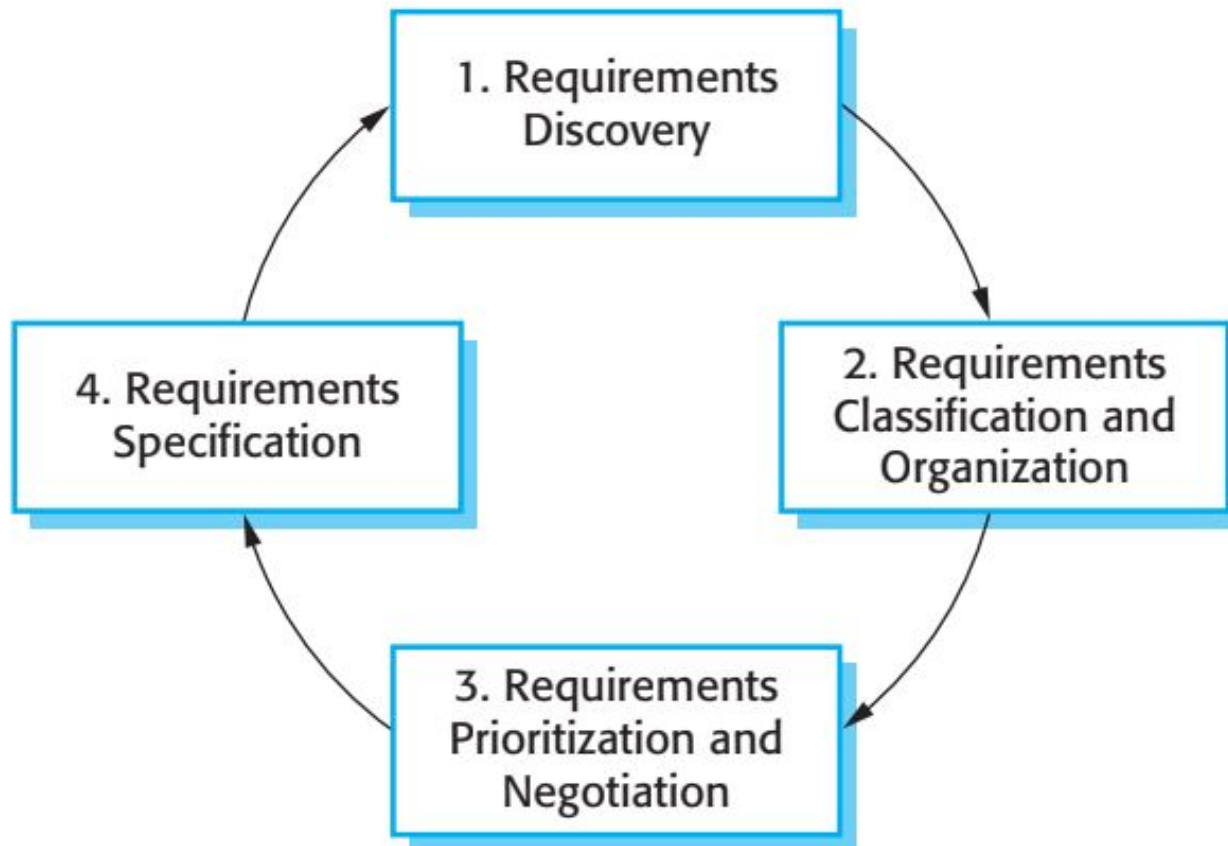 1. Requirements
Discovery
2. Requirements
Classification and
Organization
3. Requirements
Prioritization and
Negotiation
4. Requirements
Specification